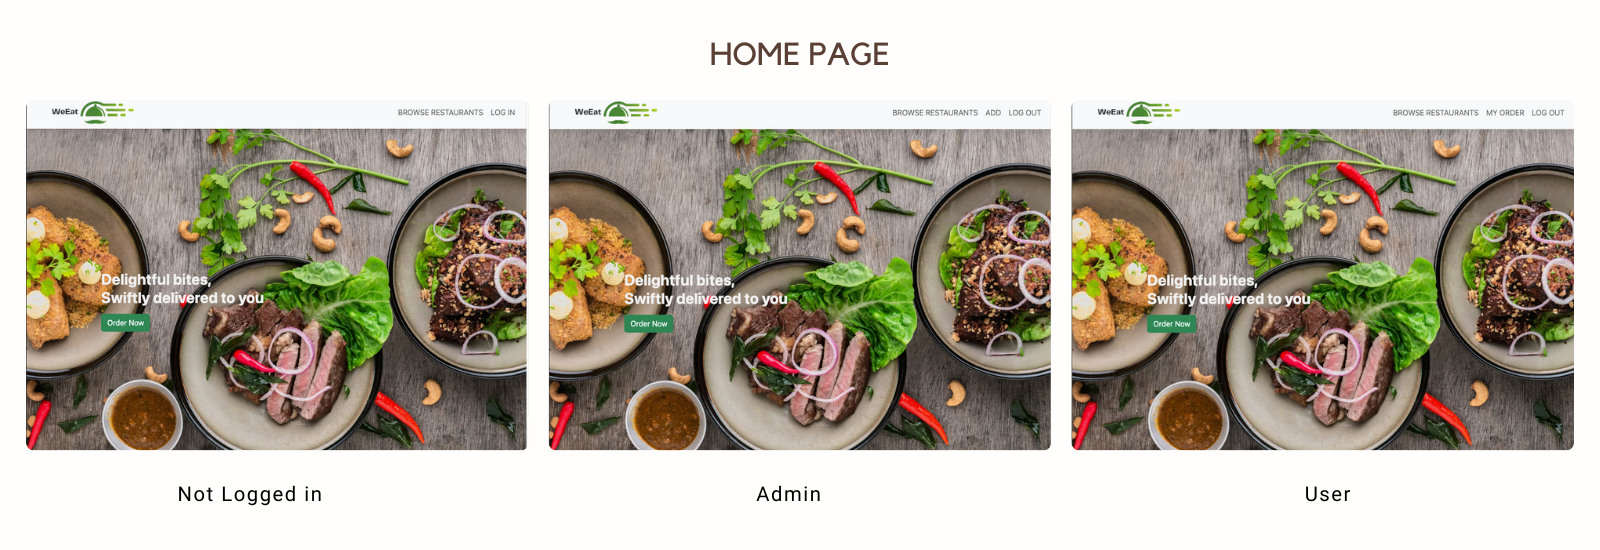 HOME PAGE
WeEat BROWSE RESTAURANTS LOG IN
Delightful bites,
Swiftly delivered to you
Order Now
Not Logged in
WeEat BROWSE RESTAURANTS ADD LOG OUT
Delightful bites,
Swiftly delivered to you
Order Now
Admin
WeEat BROWSE RESTAURANTS MY ORDER LOG OUT
Delightful bites,
Swiftly delivered to you
Order Now
User